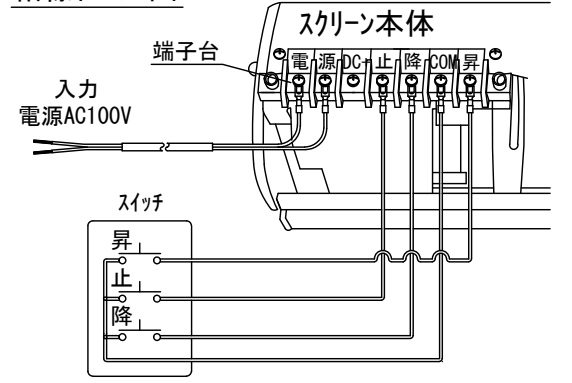 スクリーン本体
端子台
電 源 DC+ 止 降 COM 昇
入力
電源AC100V
スイッチ
昇
止
降